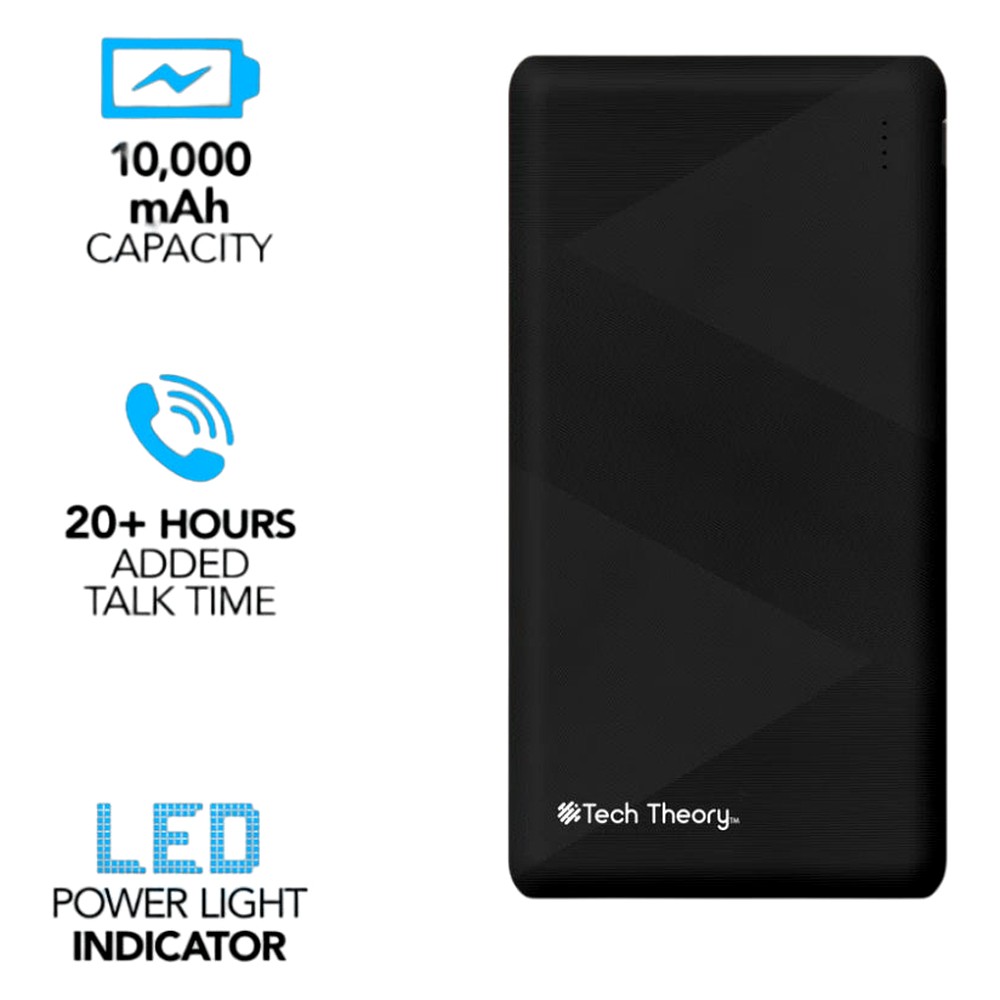 10,000
mAh
CAPACITY
20+ HOURS
ADDED
TALK TIME
LED
POWER LIGHT
INDICATOR
Tech Theory™